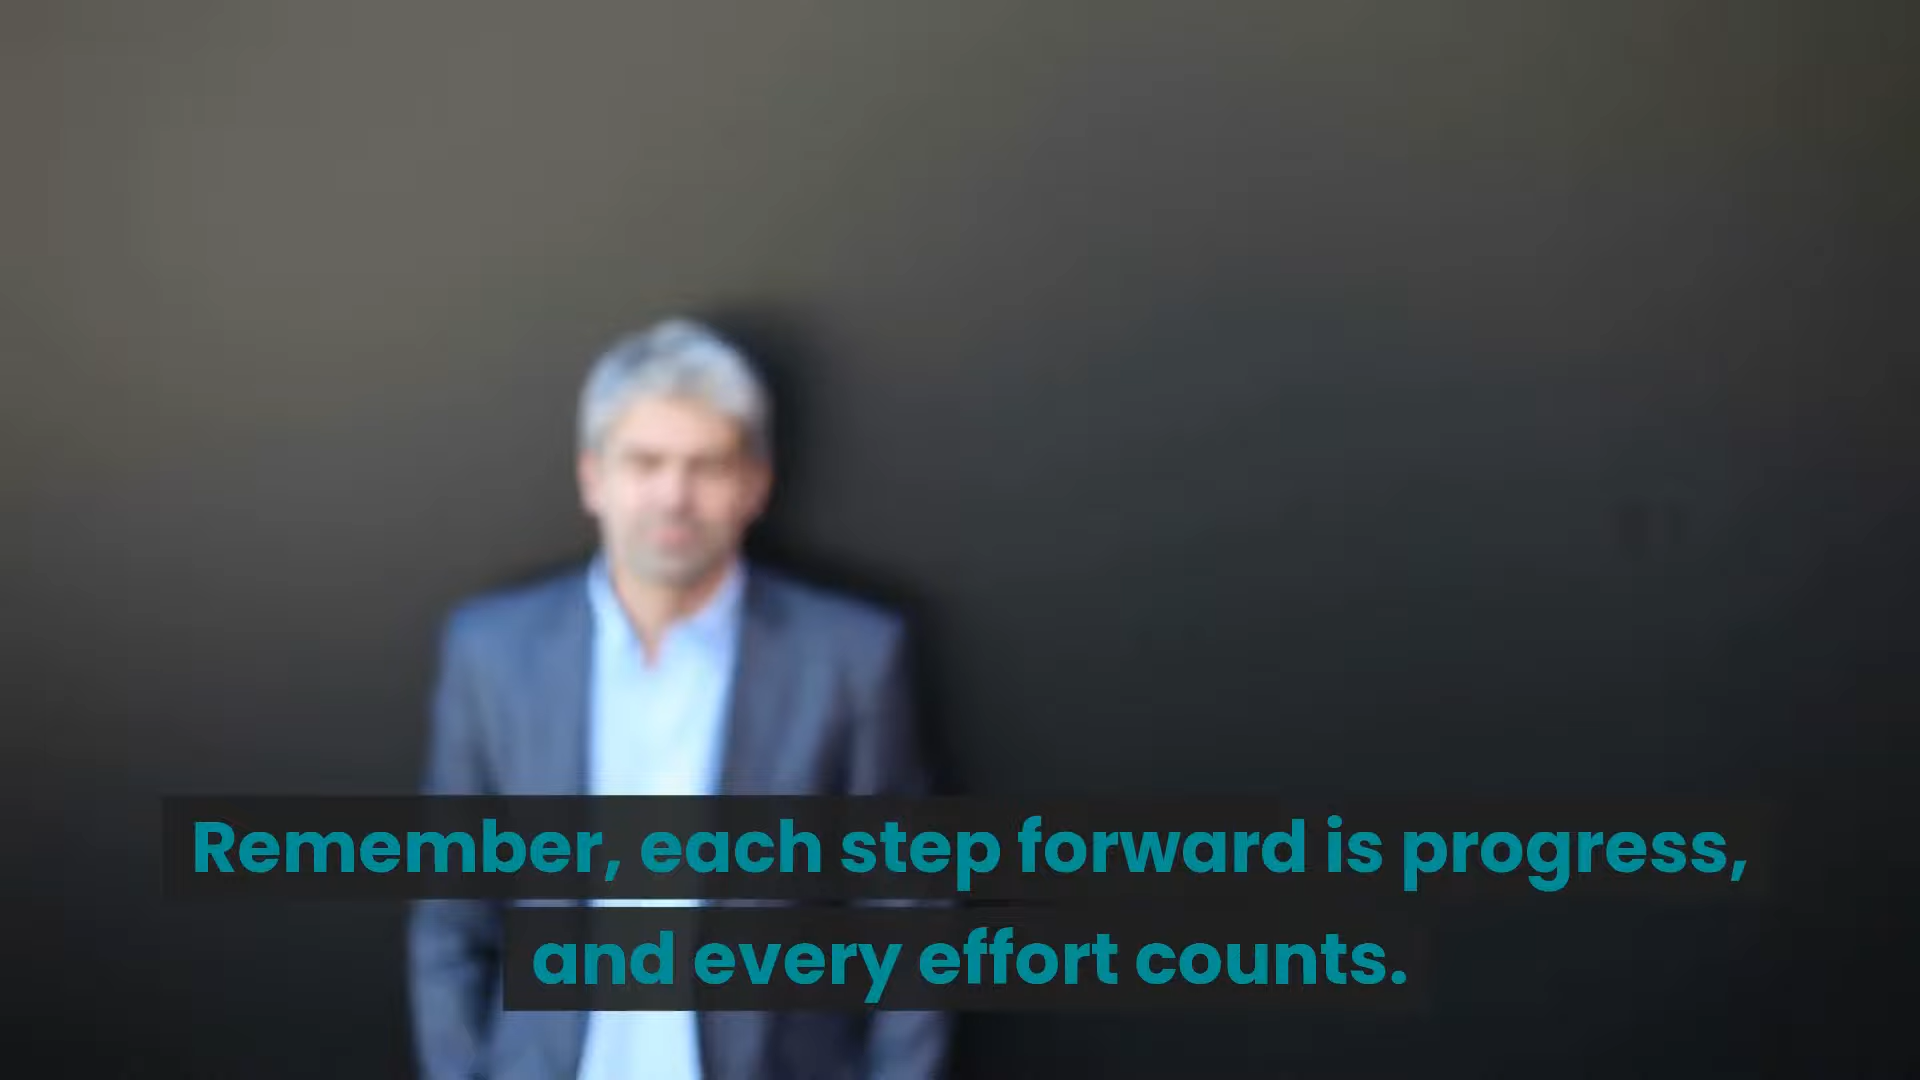 Remember, each step forward is progress,
and every effort counts.